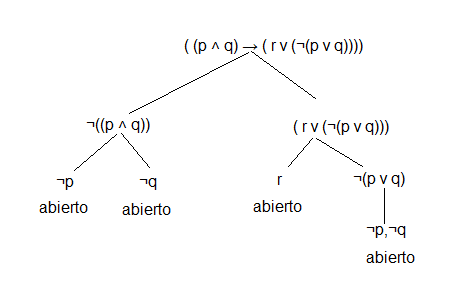 ( (p ∧ q) → ( r v (¬(p v q))))
¬((p ∧ q))
( r v (¬(p v q)))
¬p
¬q
r
¬(p v q)
abierto
abierto
abierto
¬p,¬q
abierto